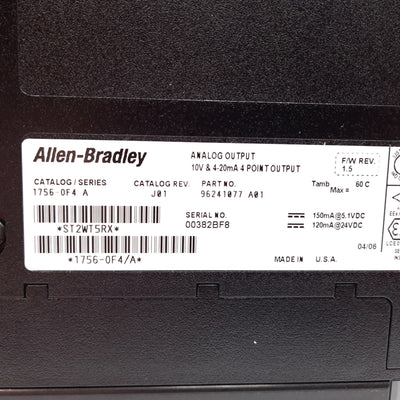 Allen-Bradley
ANALOG OUTPUT
10V & 4-20mA 4 POINT OUTPUT
F/W REV.
1.5
CATALOG / SERIES
1756-OF4 A
CATALOG REV.
J01
PART NO.
96241077 A01
Tamb Max = 60 C
SERIAL NO.
00382BF8
150mA@5.1VDC
120mA@24VDC
*ST2WT5RX*
04/06
*1756-OF4/A*
MADE IN U.S.A.